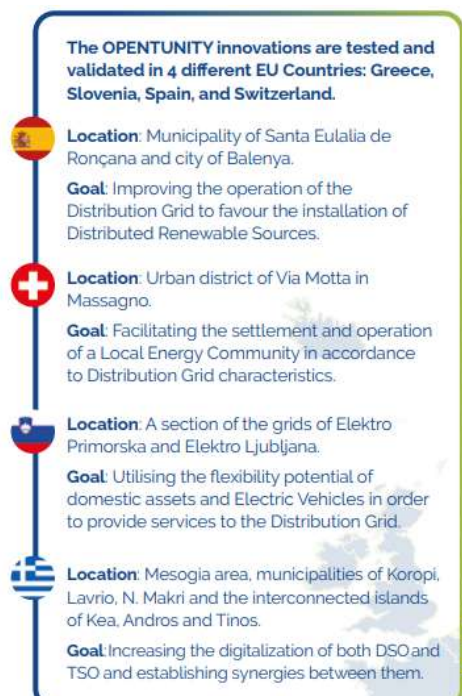 The OPENTUNITY innovations are tested and
validated in 4 different EU Countries: Greece,
Slovenia, Spain, and Switzerland.
Location: Municipality of Santa Eulalia de
Ronçana and city of Balenya.
Goal: Improving the operation of the
Distribution Grid to favour the installation of
Distributed Renewable Sources.
Location: Urban district of Via Motta in
Massagno.
Goal: Facilitating the settlement and operation
of a Local Energy Community in accordance
to Distribution Grid characteristics.
Location: A section of the grids of Elektro
Primorska and Elektro Ljubljana.
Goal: Utilising the flexibility potential of
domestic assets and Electric Vehicles in order
to provide services to the Distribution Grid.
Location: Mesogia area, municipalities of Koropi,
Lavrio, N. Makri and the interconnected islands
of Kea, Andros and Tinos.
Goal: Increasing the digitalization of both DSO and
TSO and establishing synergies between them.